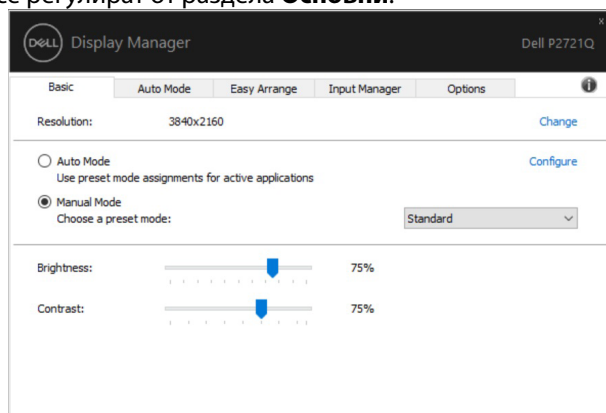 се регулират от раздела Основни.
DELL Display Manager
Dell P2721Q
Basic Auto Mode Easy Arrange Input Manager Options
Resolution: 3840x2160 Change
Auto Mode Configure
Use preset mode assignments for active applications
Manual Mode
Choose a preset mode: Standard
Brightness: 75%
Contrast: 75%